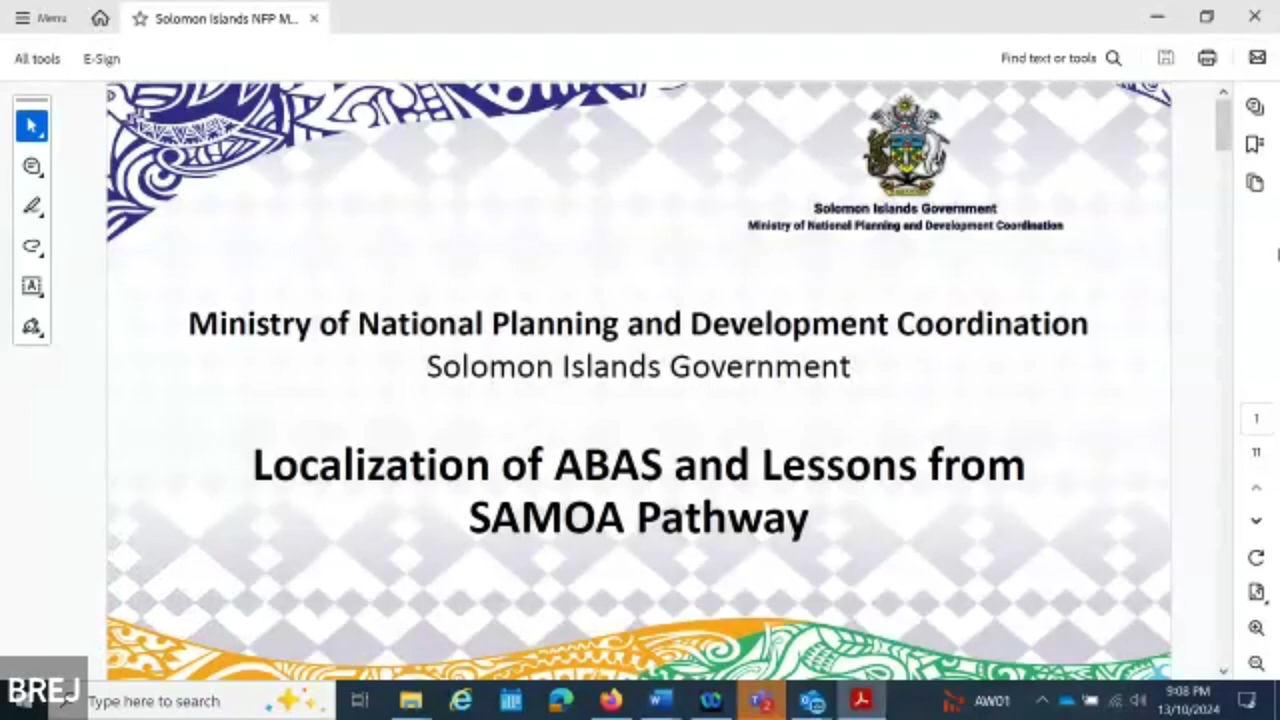 Menu
Solomon Islands NFP M...
All tools
E-Sign
Find text or tools
Solomon Islands Government
Ministry of National Planning and Development Coordination
Ministry of National Planning and Development Coordination
Solomon Islands Government
Localization of ABAS and Lessons from
SAMOA Pathway
1
11
BREJ
Type here to search
AW01
9:08 PM
13/10/2024